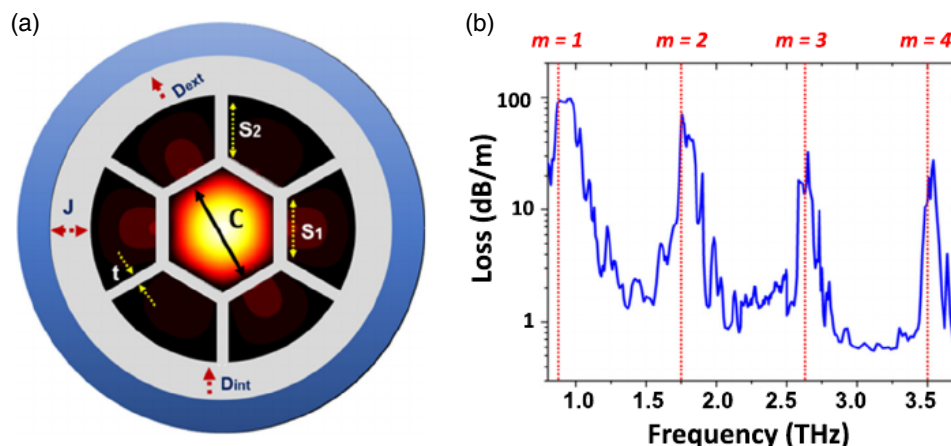 (a)
Dext
S2
J
C
S1
t
Dint
(b)
m = 1 m = 2 m = 3 m = 4
100
10
1
Loss (dB/m)
1.0 1.5 2.0 2.5 3.0 3.5
Frequency (THz)